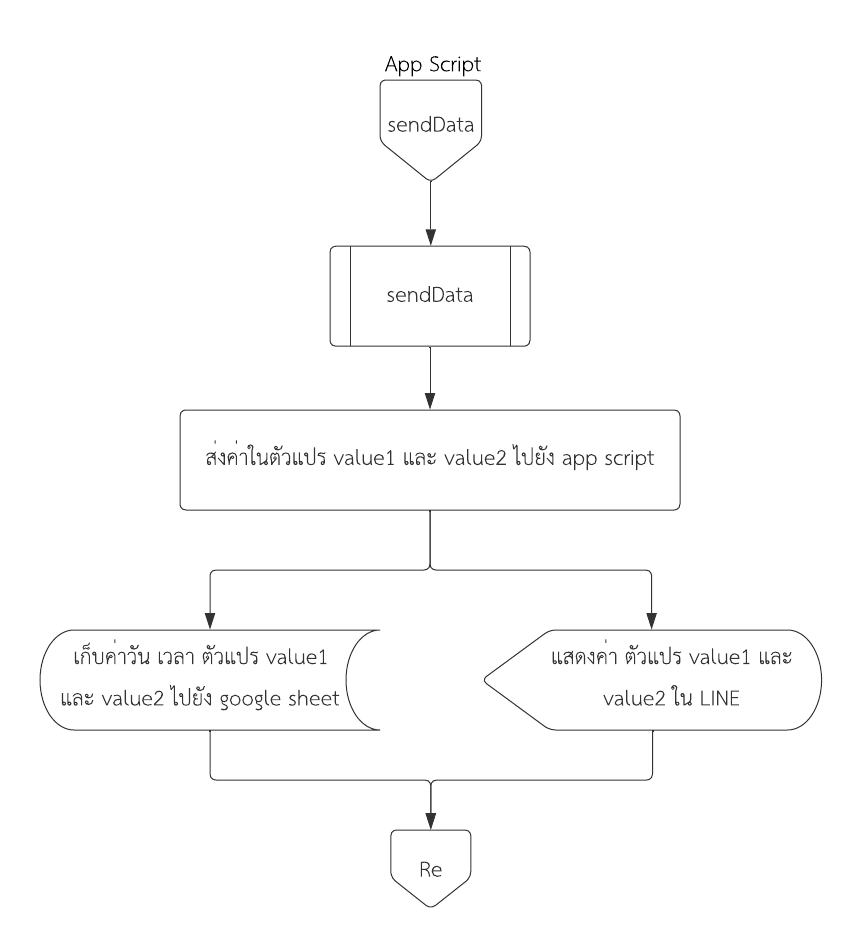 App Script
sendData
sendData
ส่งค่าในตัวแปร value1 และ value2 ไปยัง app script
เก็บค่าวัน เวลา ตัวแปร value1
และ value2 ไปยัง google sheet
แสดงค่า ตัวแปร value1 และ
value2 ใน LINE
Re